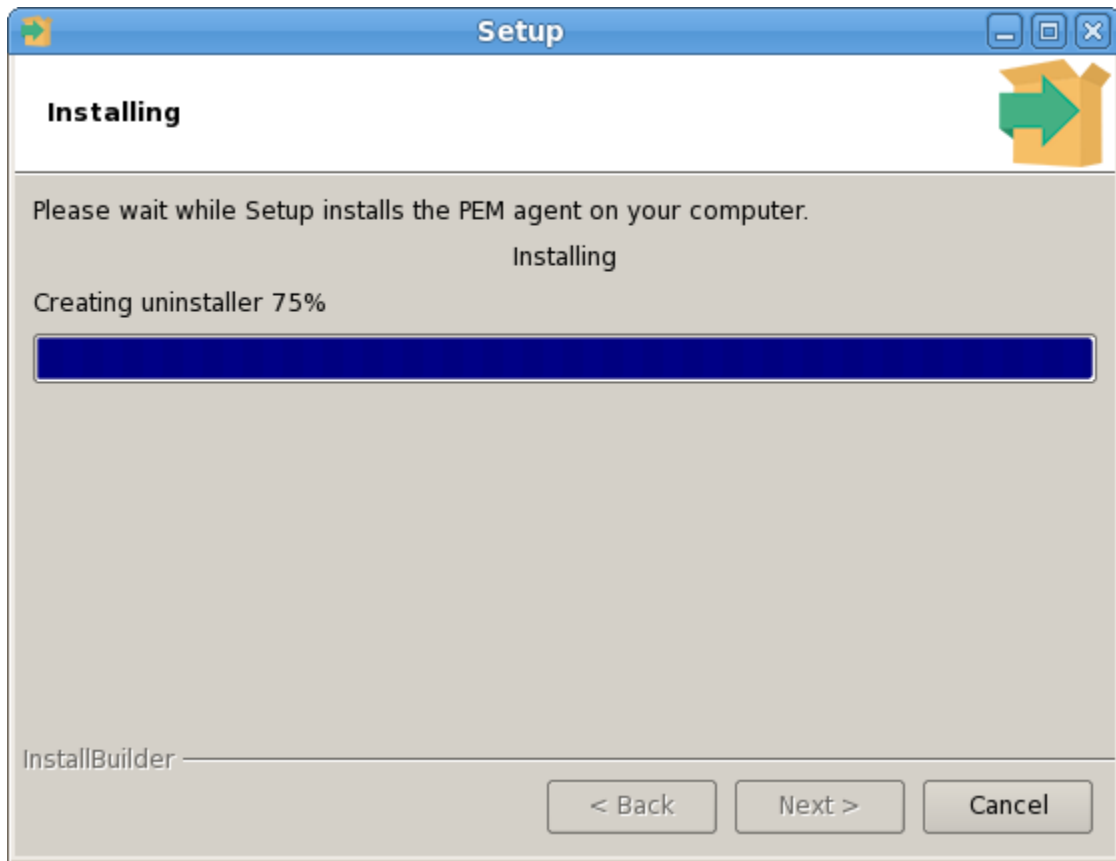 Setup
Installing
Please wait while Setup installs the PEM agent on your computer.
Installing
Creating uninstaller 75%
InstallBuilder
< Back
Next >
Cancel